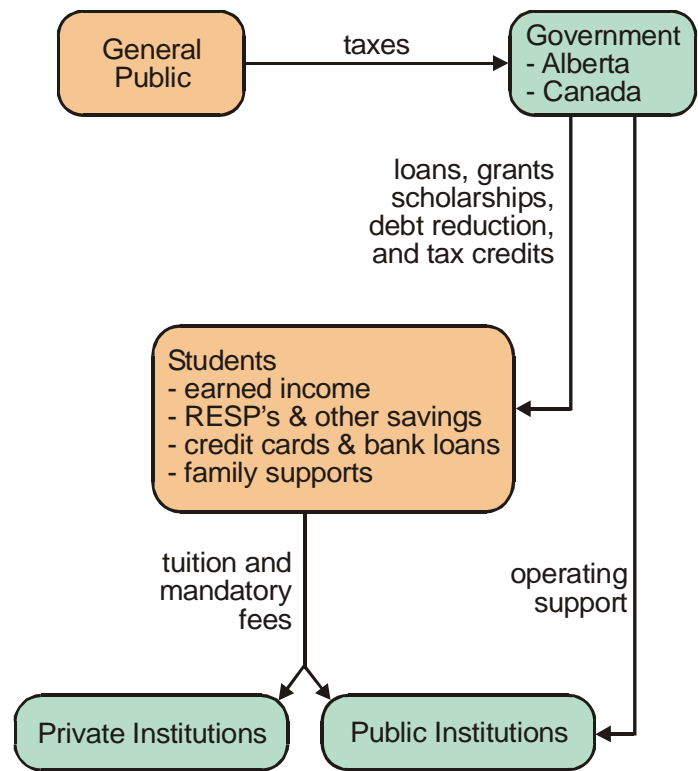 General
Public
taxes
Government
- Alberta
- Canada
loans, grants
scholarships,
debt reduction,
and tax credits
Students
- earned income
- RESP's & other savings
- credit cards & bank loans
- family supports
tuition and
mandatory
fees
operating
support
Private Institutions
Public Institutions